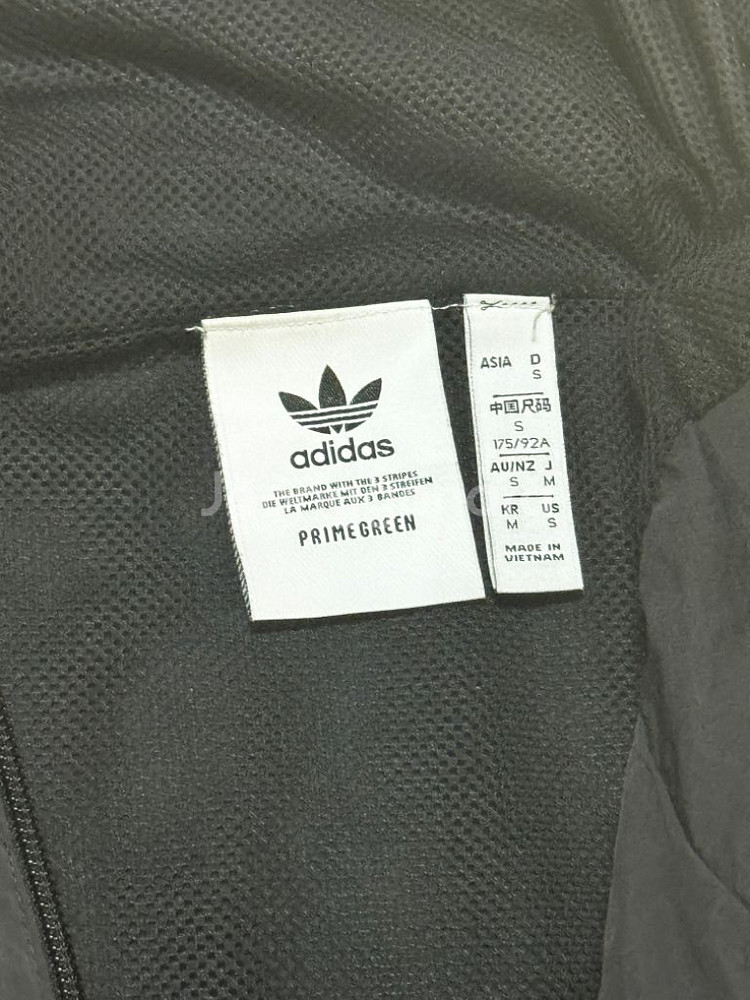 adidas
THE BRAND WITH THE 3 STRIPES
DIE WELTMARKE MIT DEN 3 STREIFEN
LA MARQUE AUX 3 BANDES
PRIMEGREEN
ASIA D
S
中国尺码
S
175/92A
AU/NZ J
S M
KR US
M S
MADE IN
VIETNAM